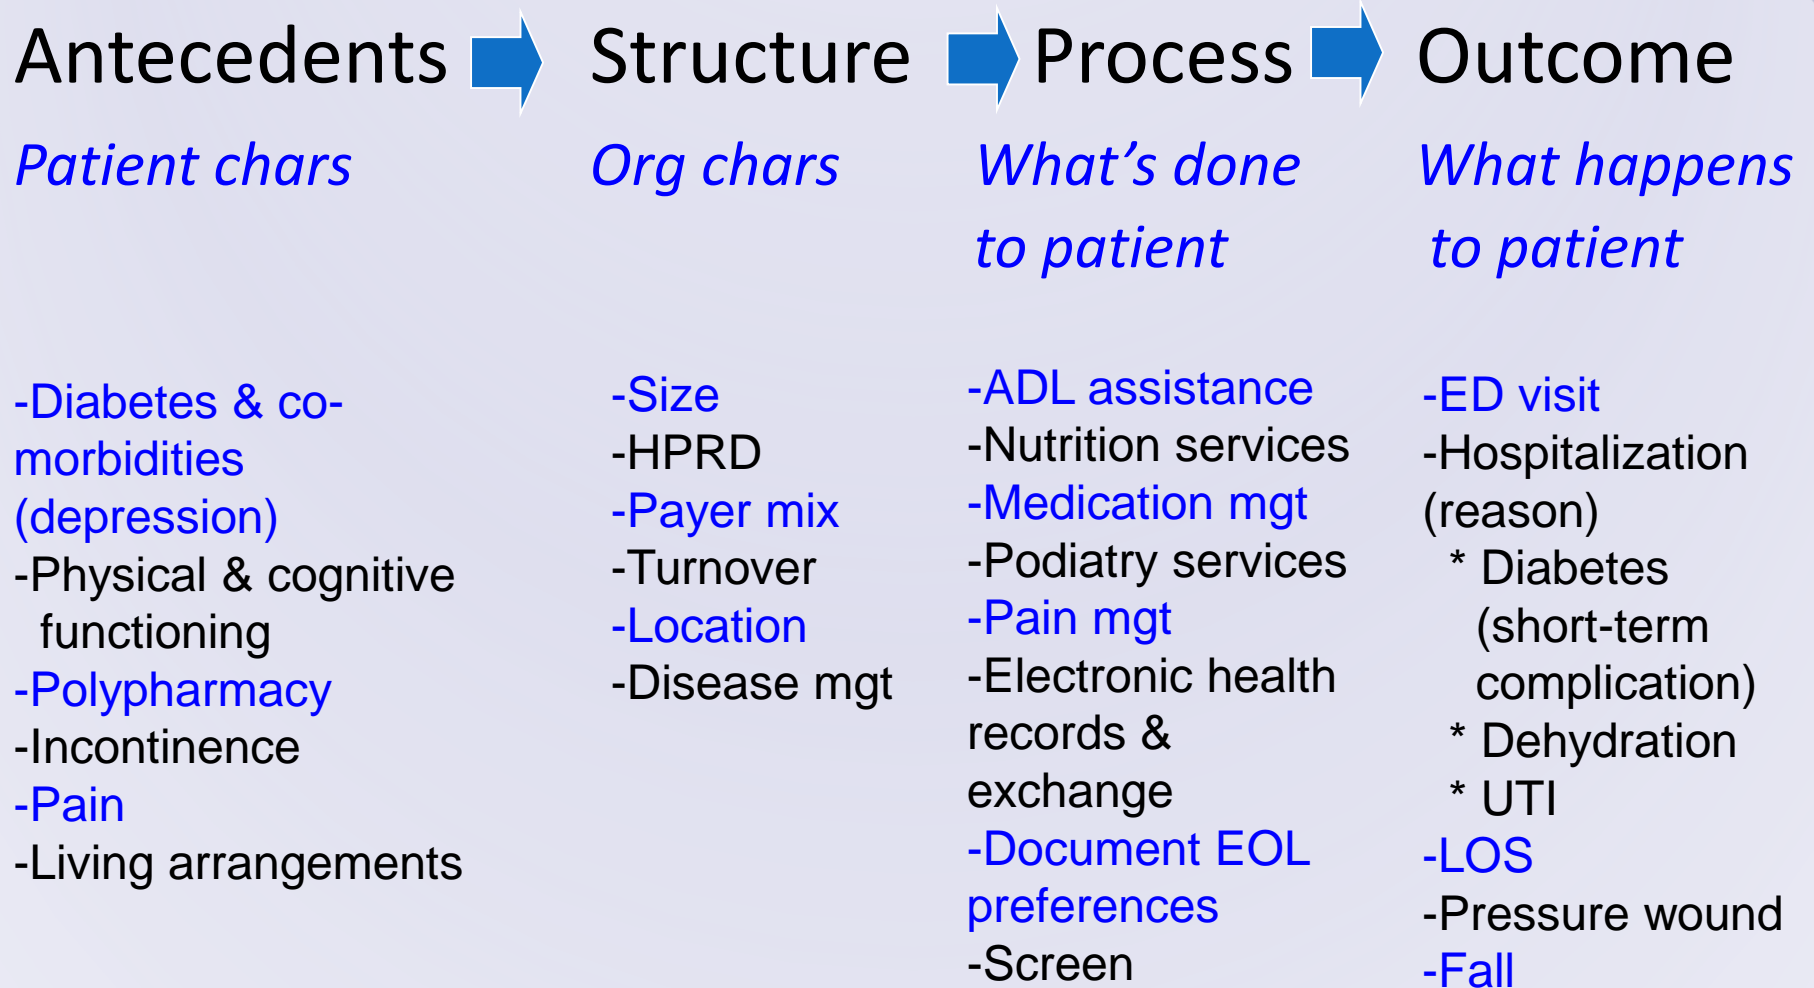 Antecedents Structure Process Outcome
Patient chars
Org chars
What’s done
to patient
What happens
to patient
-Diabetes & co-
morbidities
(depression)
-Physical & cognitive
functioning
-Polypharmacy
-Incontinence
-Pain
-Living arrangements
-Size
-HPRD
-Payer mix
-Turnover
-Location
-Disease mgt
-ADL assistance
-Nutrition services
-Medication mgt
-Podiatry services
-Pain mgt
-Electronic health
records &
exchange
-Document EOL
preferences
-Screen
-ED visit
-Hospitalization
(reason)
* Diabetes
(short-term
complication)
* Dehydration
* UTI
-LOS
-Pressure wound
-Fall